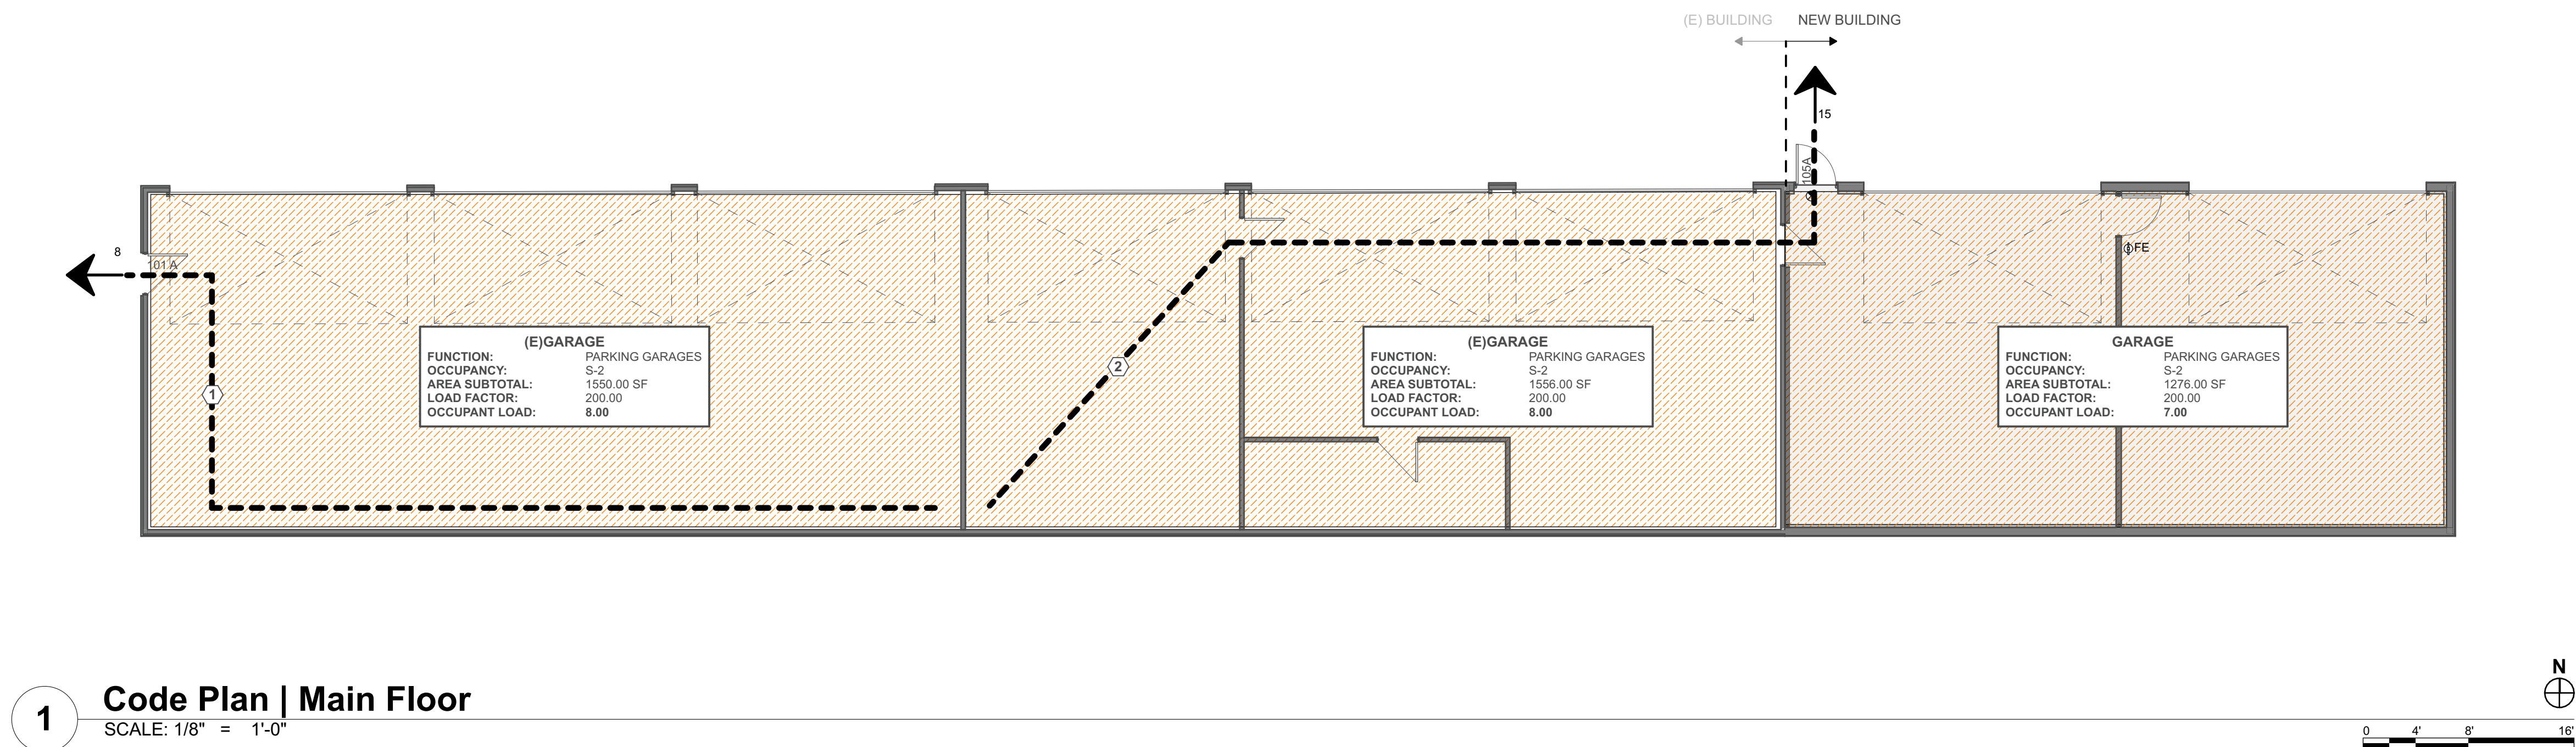 (E) BUILDING NEW BUILDING
15
105A
8
101 A
FE
1
2
(E)GARAGE
FUNCTION: PARKING GARAGES
OCCUPANCY: S-2
AREA SUBTOTAL: 1550.00 SF
LOAD FACTOR: 200.00
OCCUPANT LOAD: 8.00
(E)GARAGE
FUNCTION: PARKING GARAGES
OCCUPANCY: S-2
AREA SUBTOTAL: 1556.00 SF
LOAD FACTOR: 200.00
OCCUPANT LOAD: 8.00
GARAGE
FUNCTION: PARKING GARAGES
OCCUPANCY: S-2
AREA SUBTOTAL: 1276.00 SF
LOAD FACTOR: 200.00
OCCUPANT LOAD: 7.00
1
Code Plan | Main Floor
SCALE: 1/8" = 1'-0"
N
0 4' 8' 16'